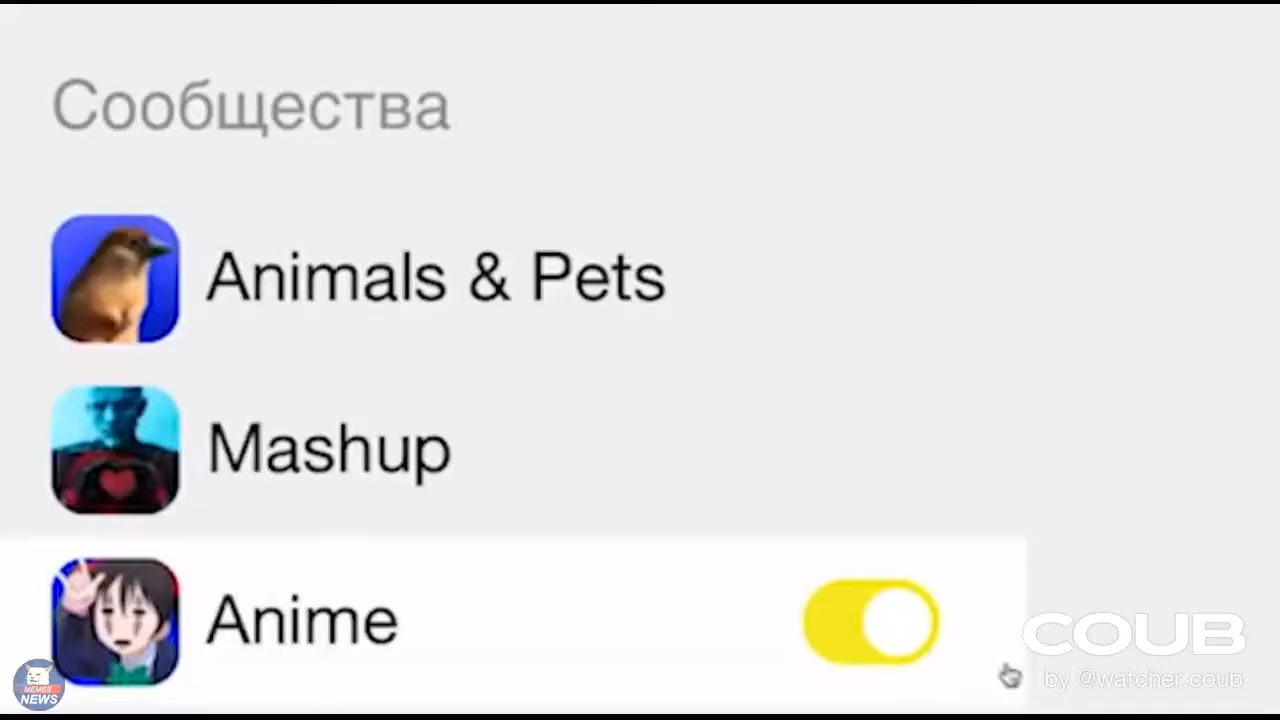 Сообщества
Animals & Pets
Mashup
Anime
COUB
by @watcher.coub
MEMES
NEWS